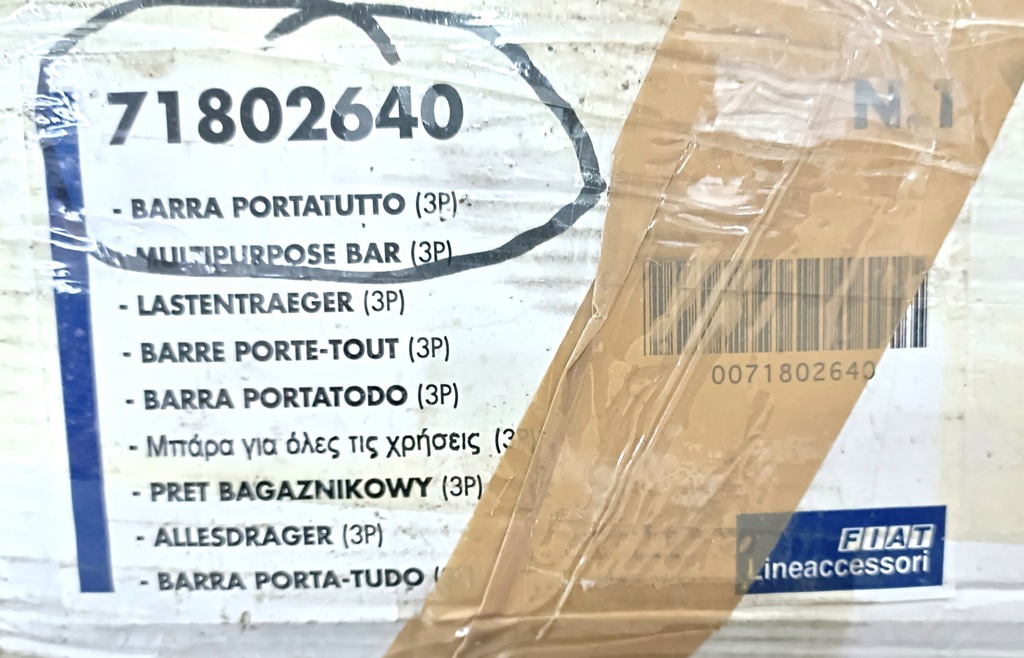 71802640
N.1
- BARRA PORTATUTTO (3P)
- MULTIPURPOSE BAR (3P)
- LASTENTRAEGER (3P)
- BARRE PORTE-TOUT (3P)
- BARRA PORTATODO (3P)
- Μπάρα για όλες τις χρήσεις (3P)
- PRET BAGAZNIKOWY (3P)
- ALLESDRAGER (3P)
- BARRA PORTA-TUDO
0071802640
FIAT
Lineaccessori